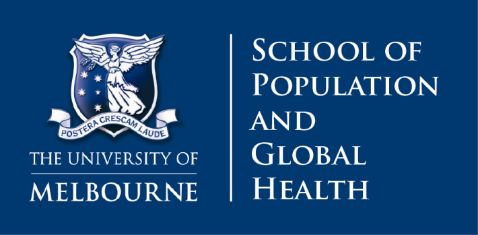 POSTERA CRESCAM LAUDE
THE UNIVERSITY OF
MELBOURNE
SCHOOL OF
POPULATION
AND
GLOBAL
HEALTH